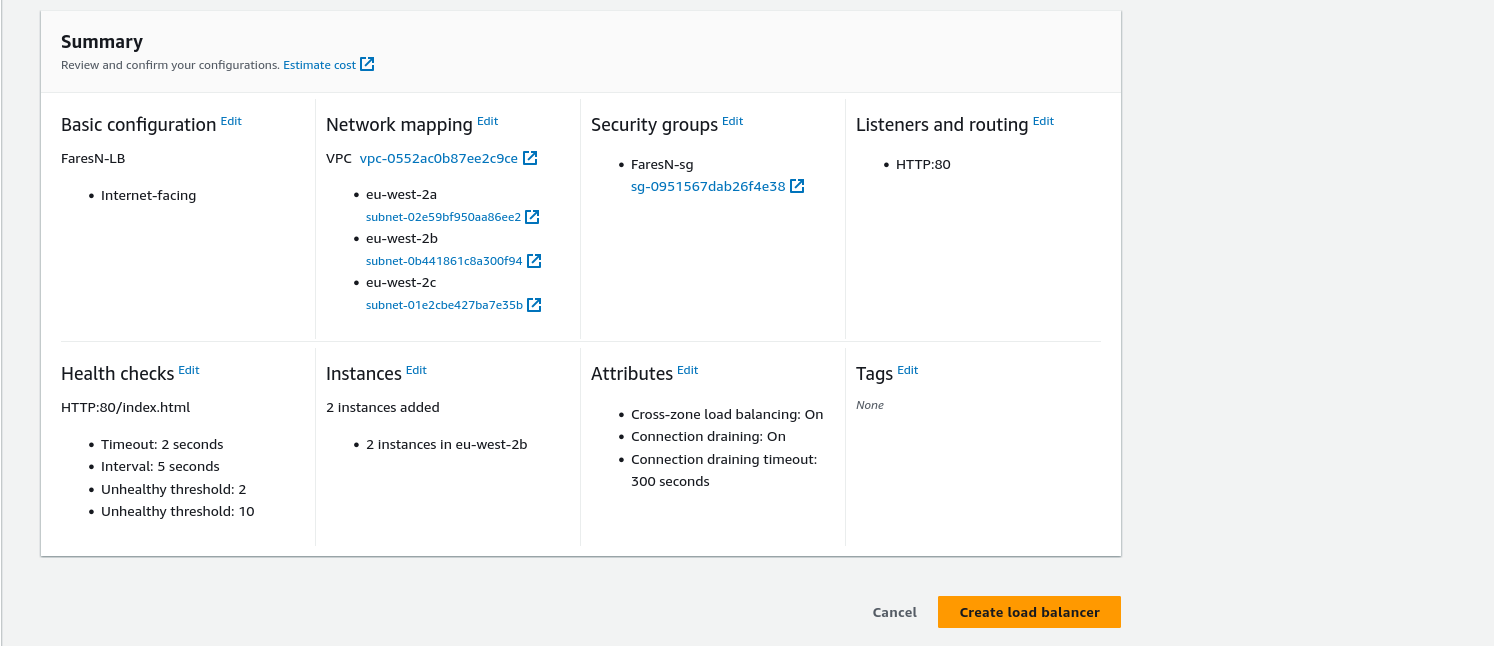 Summary
Review and confirm your configurations. Estimate cost
Basic configuration Edit
FaresN-LB
Internet-facing
Network mapping Edit
VPC vpc-0552ac0b87ee2c9ce
eu-west-2a
subnet-02e59bf950aa86ee2
eu-west-2b
subnet-0b441861c8a300f94
eu-west-2c
subnet-01e2cbe427ba7e35b
Security groups Edit
FaresN-sg
sg-0951567dab26f4e38
Listeners and routing Edit
HTTP:80
Health checks Edit
HTTP:80/index.html
Timeout: 2 seconds
Interval: 5 seconds
Unhealthy threshold: 2
Unhealthy threshold: 10
Instances Edit
2 instances added
2 instances in eu-west-2b
Attributes Edit
Cross-zone load balancing: On
Connection draining: On
Connection draining timeout:
300 seconds
Tags Edit
None
Cancel
Create load balancer